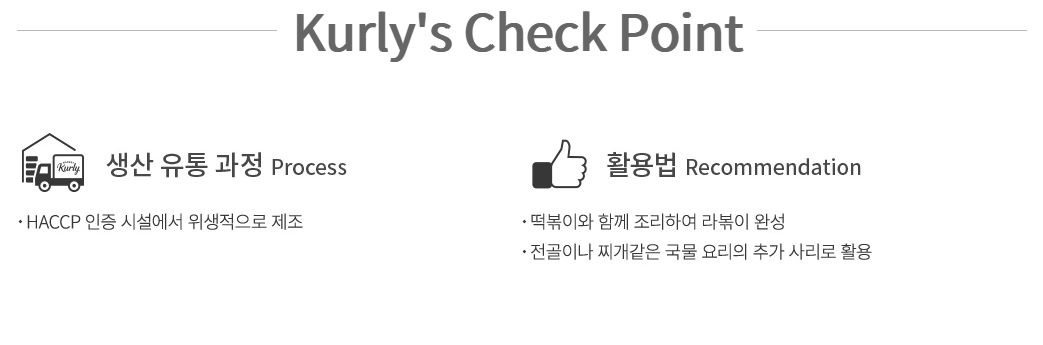 Kurly's Check Point
Kurly
생산 유통 과정 Process
· HACCP 인증 시설에서 위생적으로 제조
활용법 Recommendation
· 떡볶이와 함께 조리하여 라볶이 완성
· 전골이나 찌개같은 국물 요리의 추가 사리로 활용